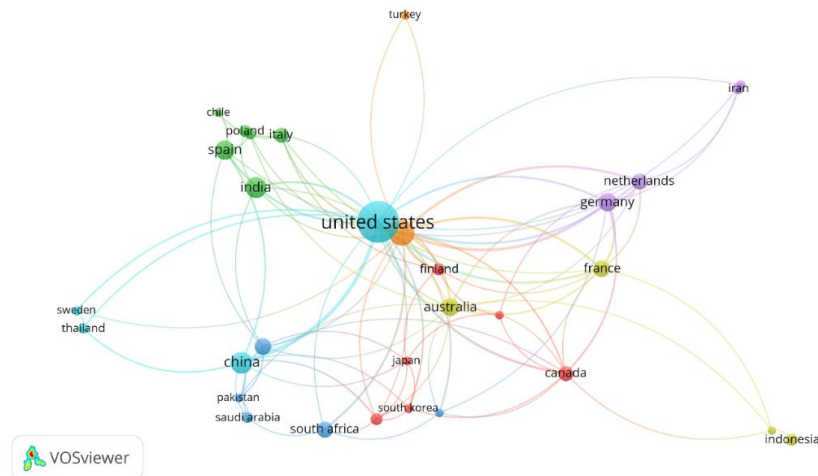 turkey
iran
chile
poland
italy
spain
netherlands
india
germany
united states
finland
france
australia
sweden
thailand
china
japan
canada
pakistan
south korea
saudi arabia
south africa
indonesia
VOSviewer